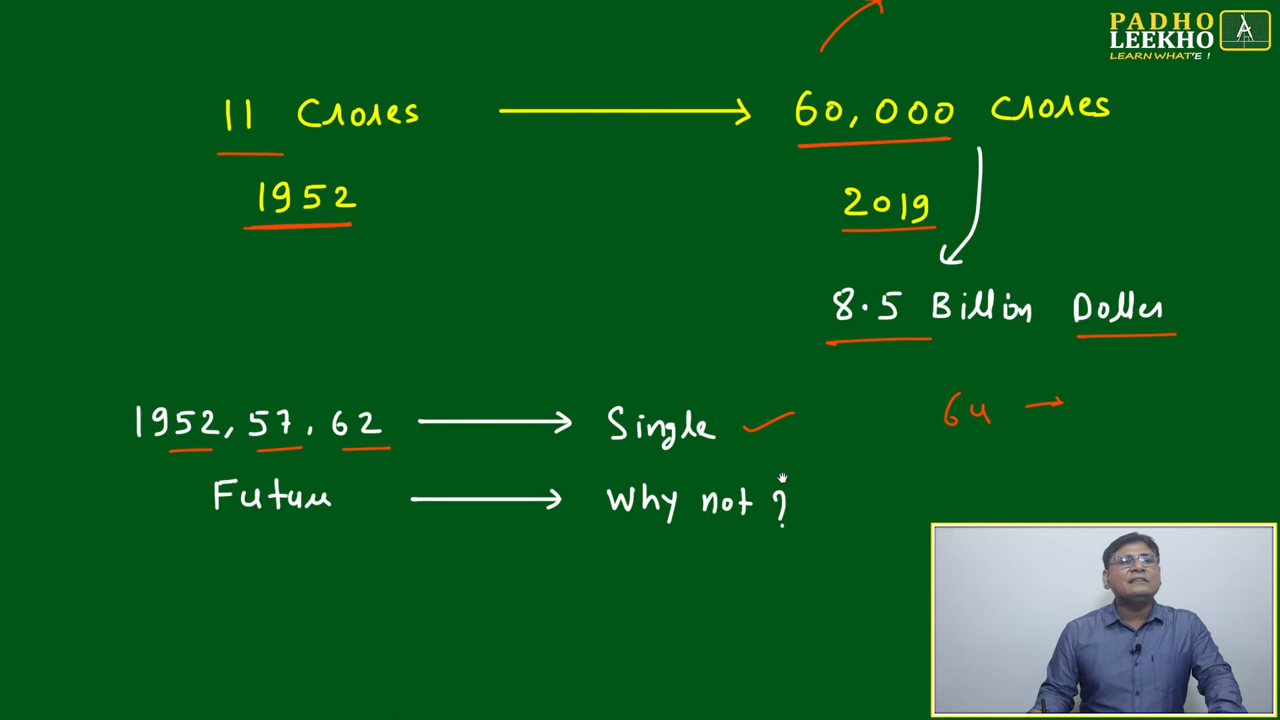 PADHO
LEEKHO
LEARN WHAT'E !
11 Crores → 60,000 Crores
1952
2019
8.5 Billion Doller
64 →
1952, 57, 62 → Single ✓
Future → Why not ?